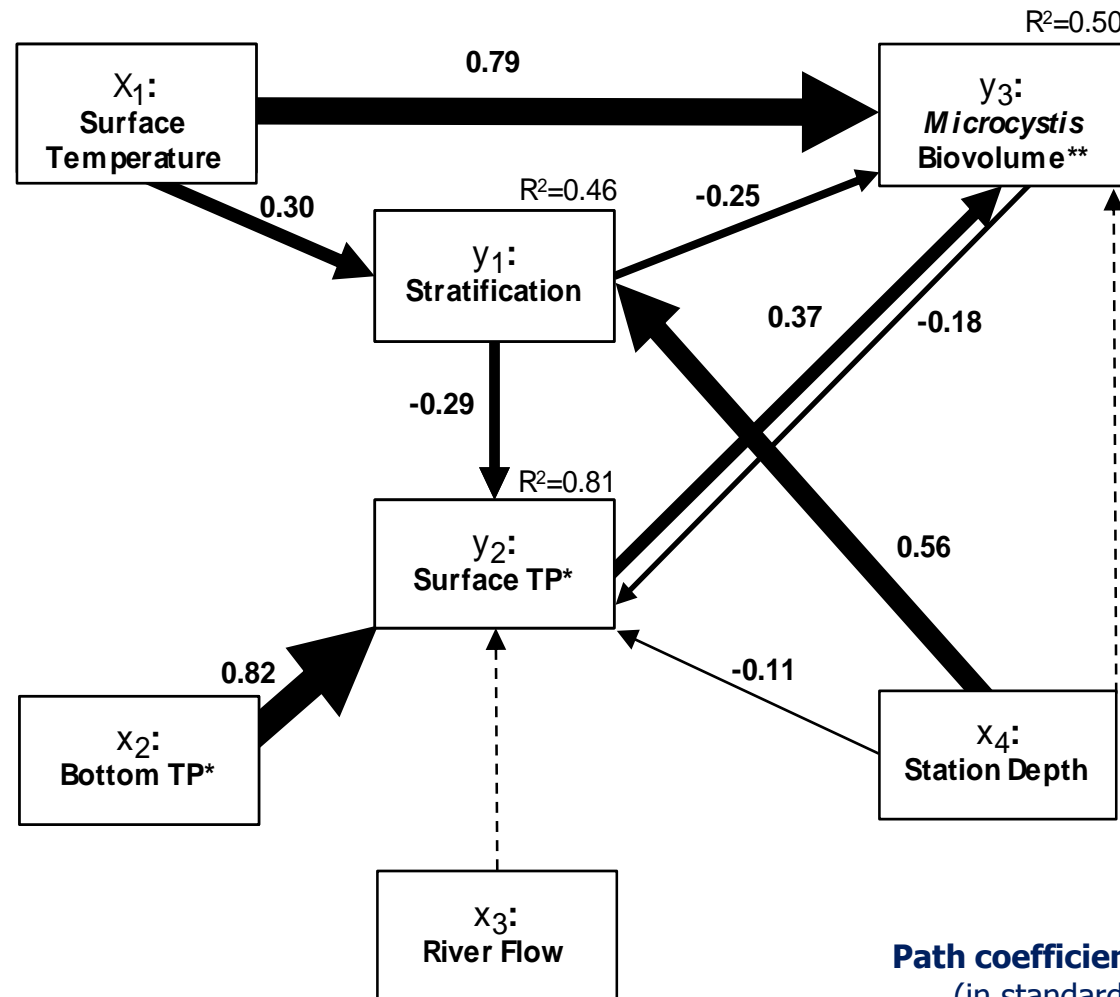 R²=0.50
X₁:
Surface
Temperature
0.79
y₃:
Microcystis
Biovolume**
0.30
R²=0.46
-0.25
y₁:
Stratification
0.37
-0.18
-0.29
R²=0.81
y₂:
Surface TP*
0.56
0.82
-0.11
x₂:
Bottom TP*
x₄:
Station Depth
x₃:
River Flow
Path coefficien
(in standard